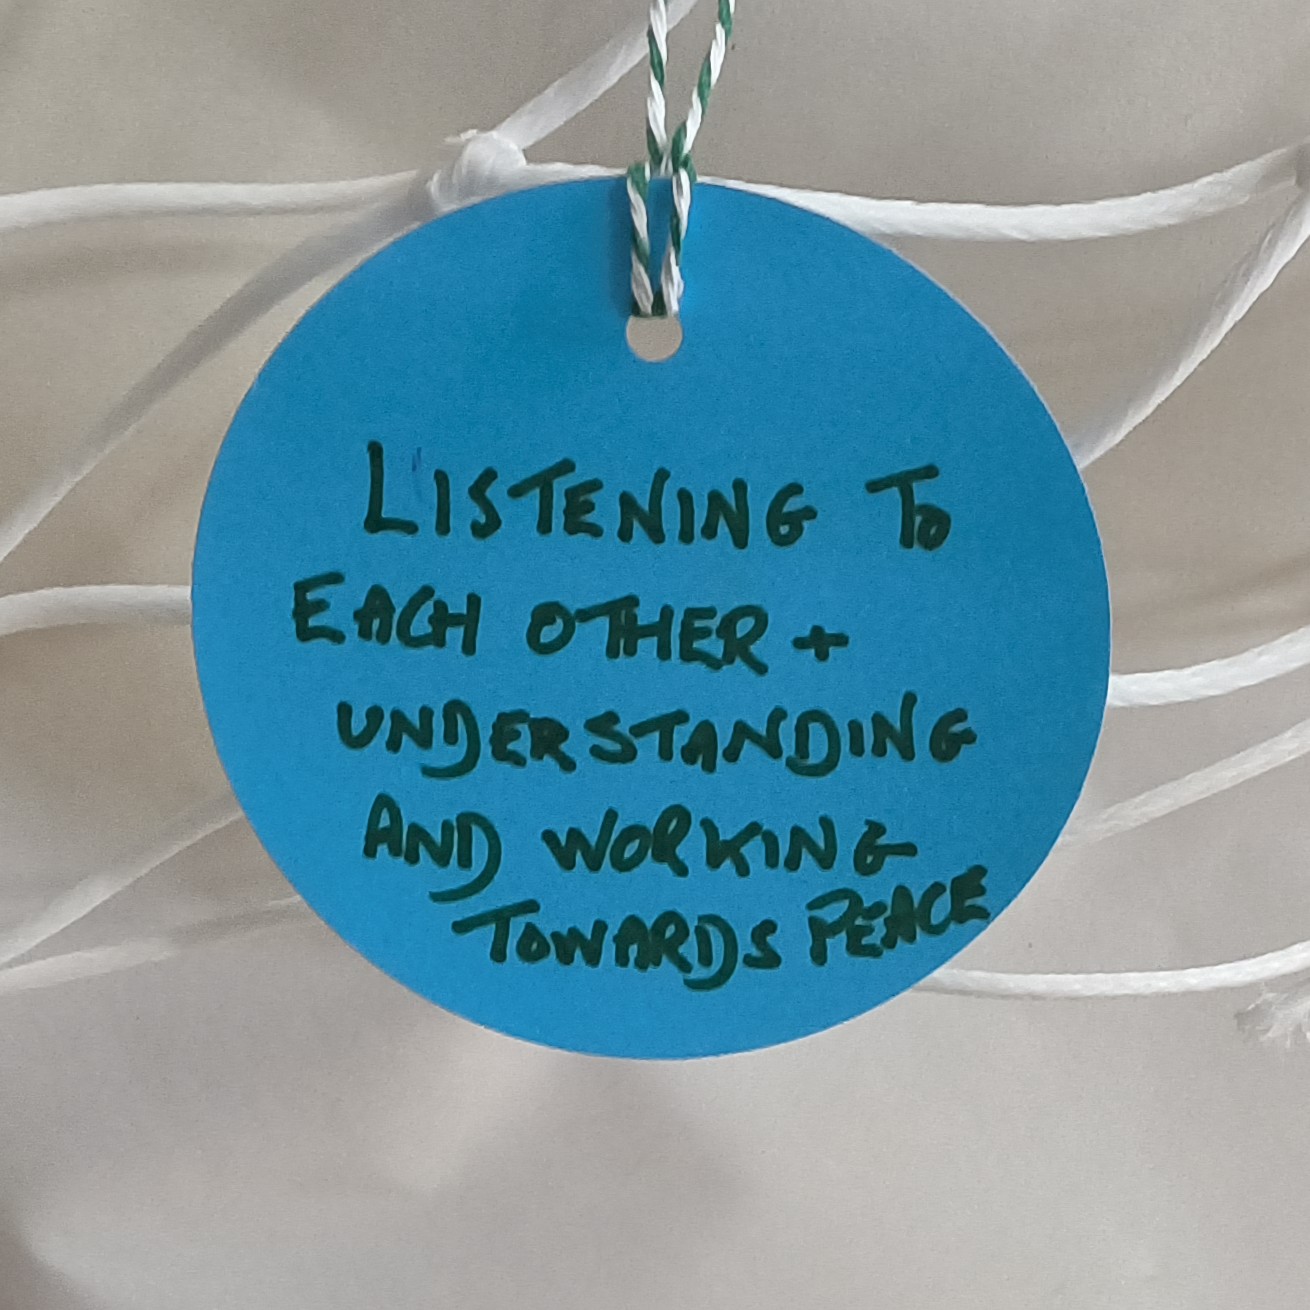 LISTENING TO
EACH OTHER +
UNDERSTANDING
AND WORKING
TOWARDS PEACE